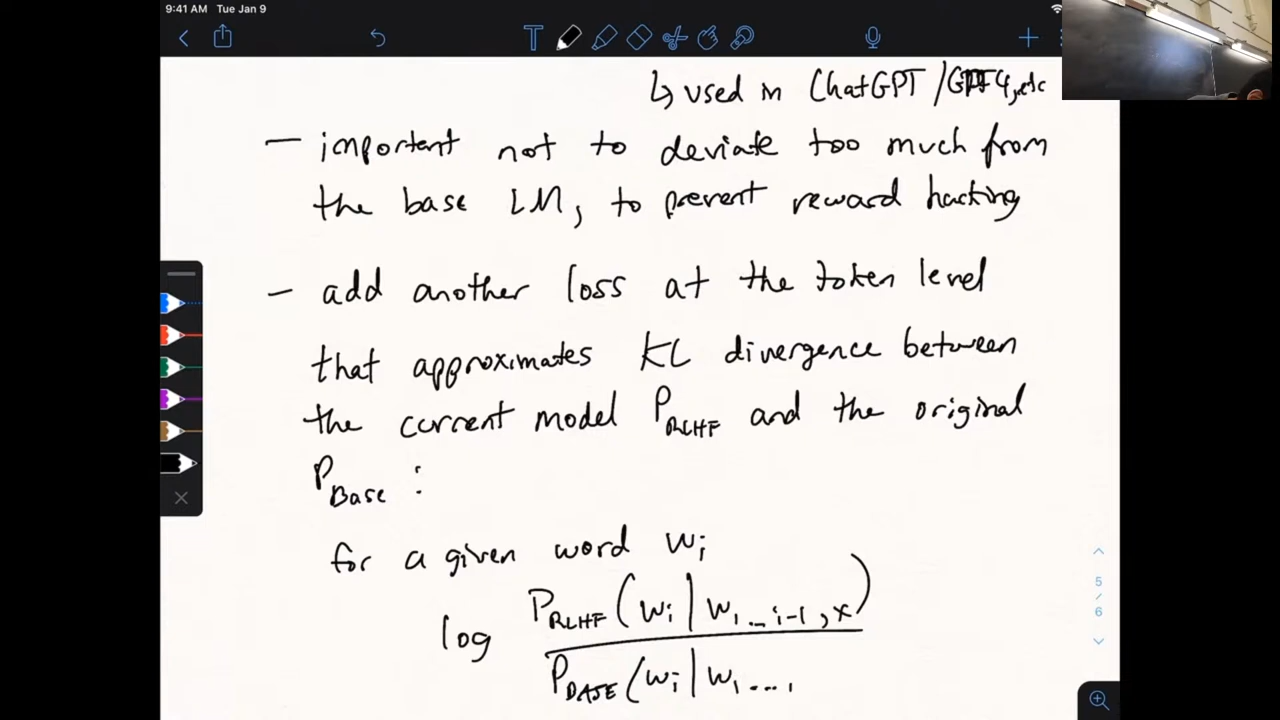 9:41 AM Tue Jan 9
↳ used in ChatGPT /GPT4, etc
— important not to deviate too much from
the base LM, to prevent reward hacking
— add another loss at the token level
that approximates KL divergence between
the current model P_RLHF and the original
P_Base :
for a given word w_i
log P_RLHF (w_i | w_1...i-1, x)
P_BASE (w_i | w_1....
5
/
6